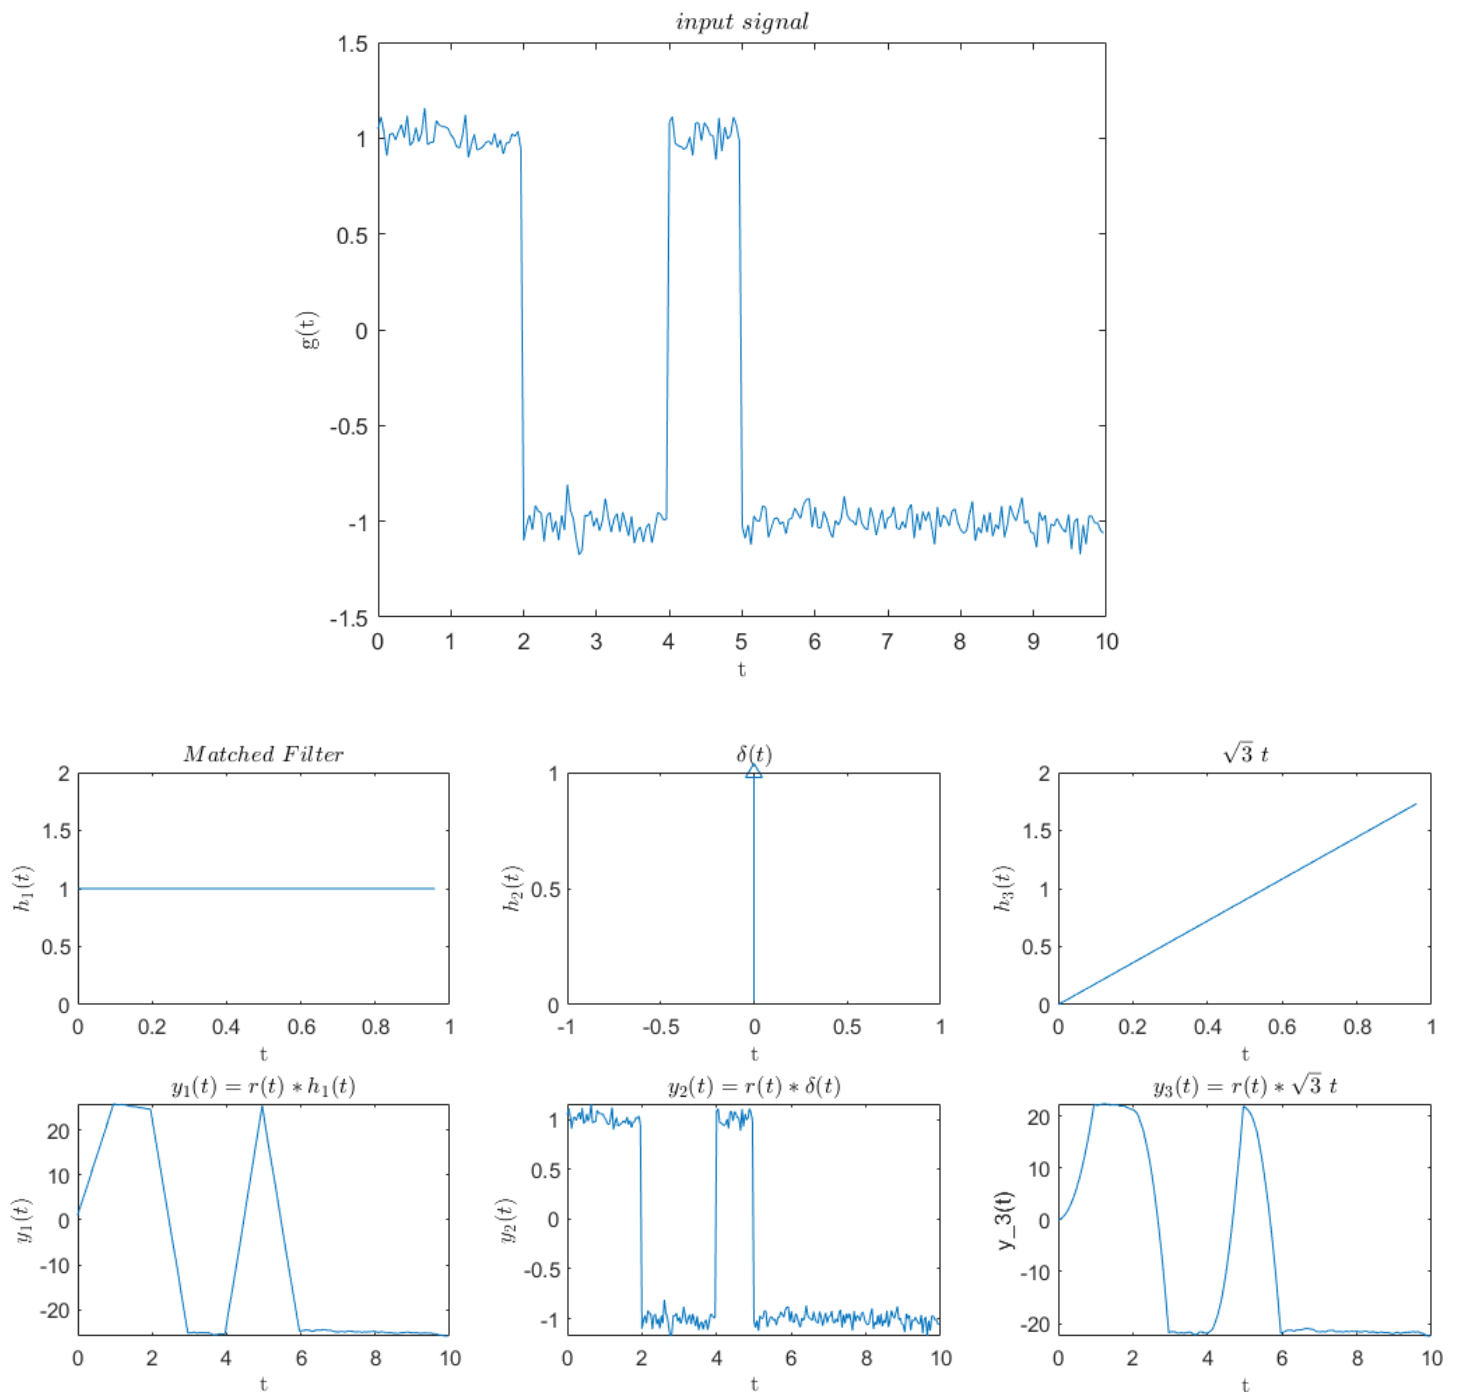 input signal
1.5
1
0.5
0
-0.5
-1
-1.5
g(t)
0 1 2 3 4 5 6 7 8 9 10
t
Matched Filter
2
1.5
1
0.5
0
h₁(t)
0 0.2 0.4 0.6 0.8 1
t
δ(t)
1
0.5
0
h₂(t)
-1 -0.5 0 0.5 1
t
√3 t
2
1.5
1
0.5
0
h₃(t)
0 0.2 0.4 0.6 0.8 1
t
y₁(t) = r(t) * h₁(t)
20
10
0
-10
-20
y₁(t)
0 2 4 6 8 10
t
y₂(t) = r(t) * δ(t)
1
0.5
0
-0.5
-1
y₂(t)
0 2 4 6 8 10
t
y₃(t) = r(t) * √3 t
20
10
0
-10
-20
y_3(t)
0 2 4 6 8 10
t